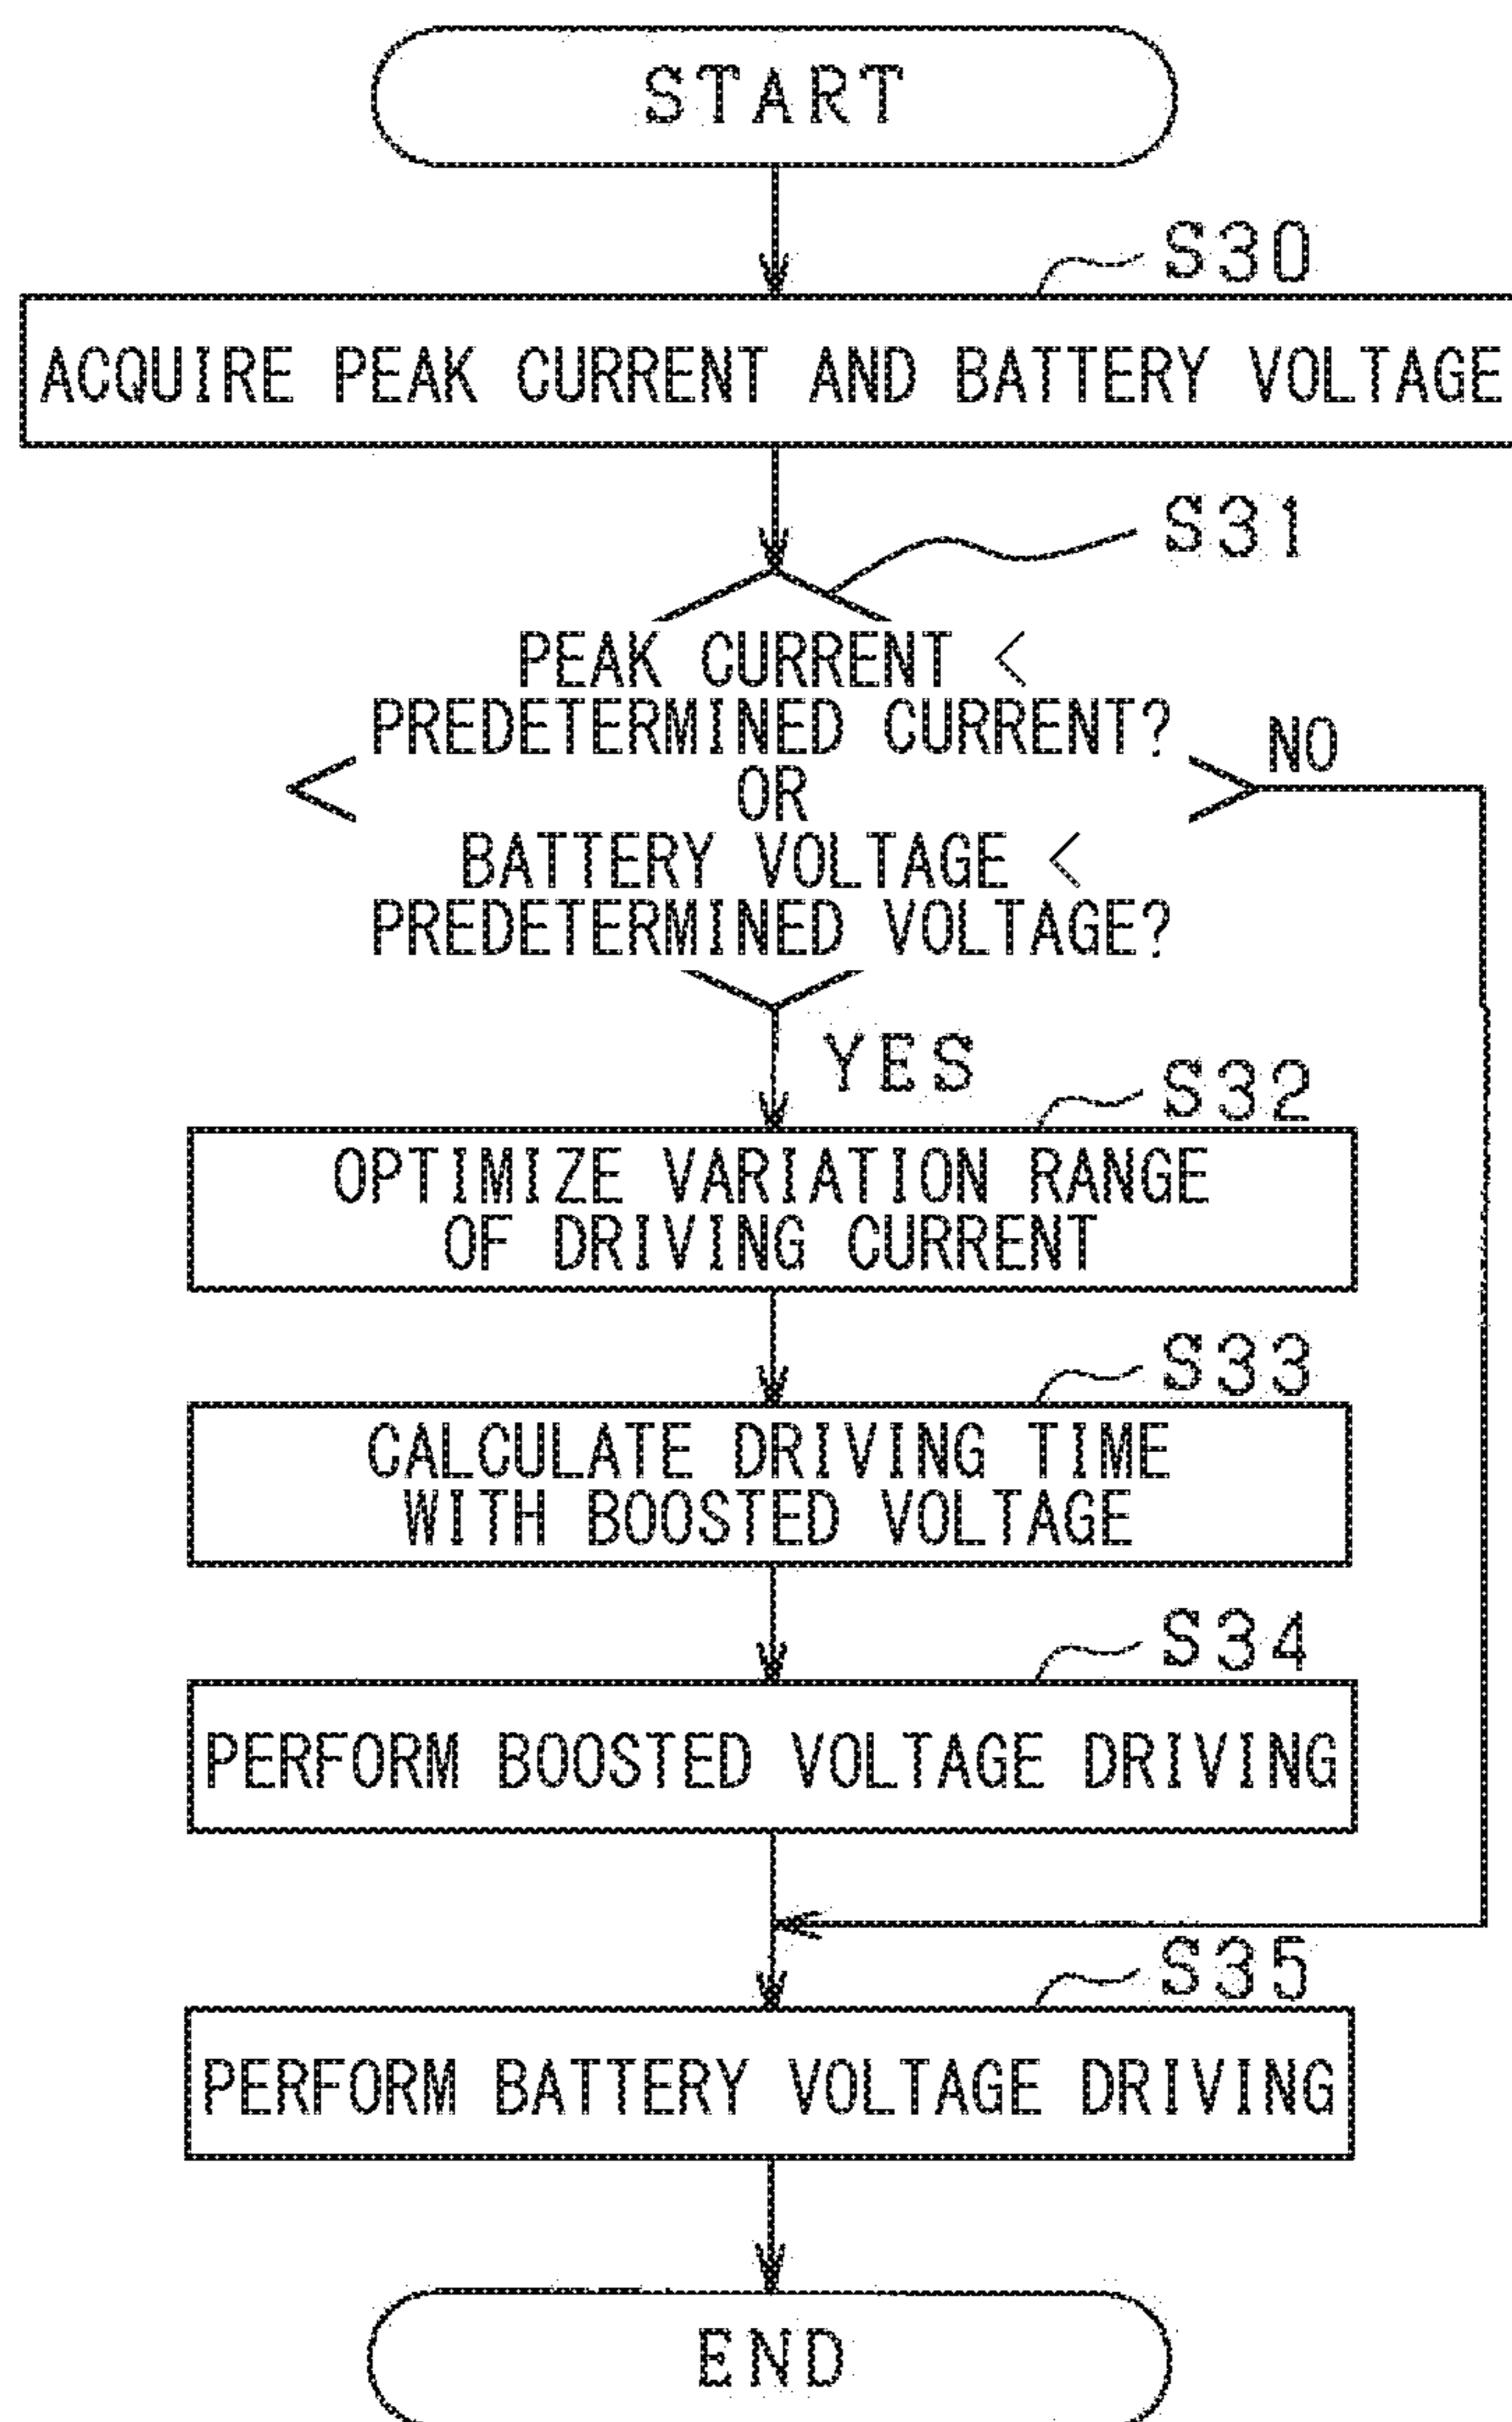 START
S30
ACQUIRE PEAK CURRENT AND BATTERY VOLTAGE
S31
PEAK CURRENT <
PREDETERMINED CURRENT?
OR
BATTERY VOLTAGE <
PREDETERMINED VOLTAGE?
NO
YES
S32
OPTIMIZE VARIATION RANGE
OF DRIVING CURRENT
S33
CALCULATE DRIVING TIME
WITH BOOSTED VOLTAGE
S34
PERFORM BOOSTED VOLTAGE DRIVING
S35
PERFORM BATTERY VOLTAGE DRIVING
END